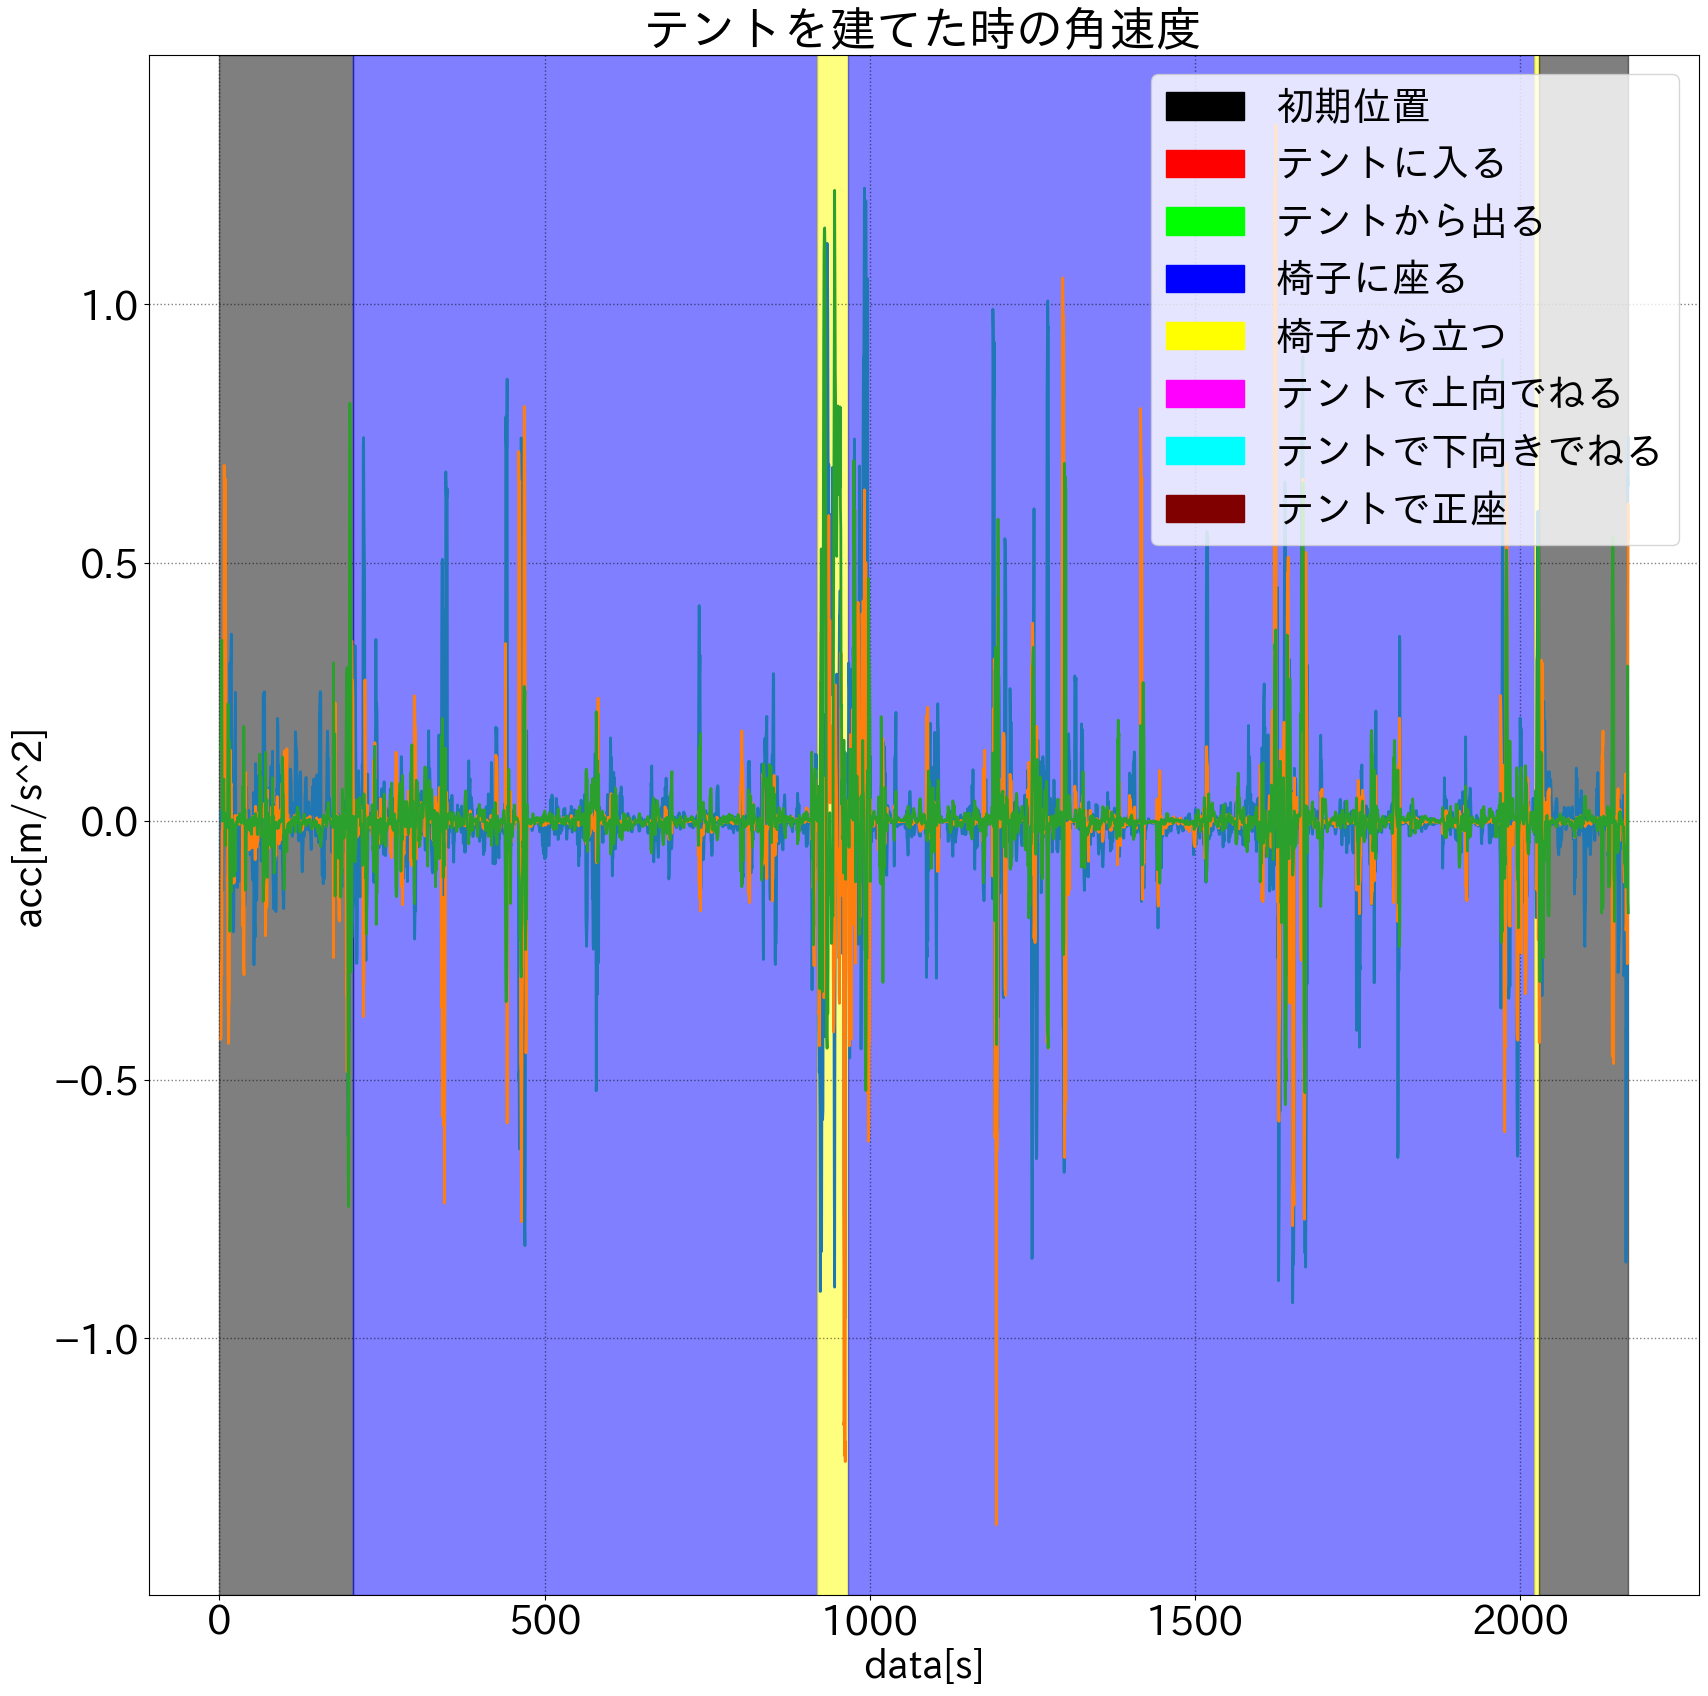 テントを建てた時の角速度
初期位置
テントに入る
テントから出る
椅子に座る
椅子から立つ
テントで上向でねる
テントで下向きでねる
テントで正座
1.0
0.5
0.0
−0.5
−1.0
acc[m/s^2]
0 500 1000 1500 2000
data[s]